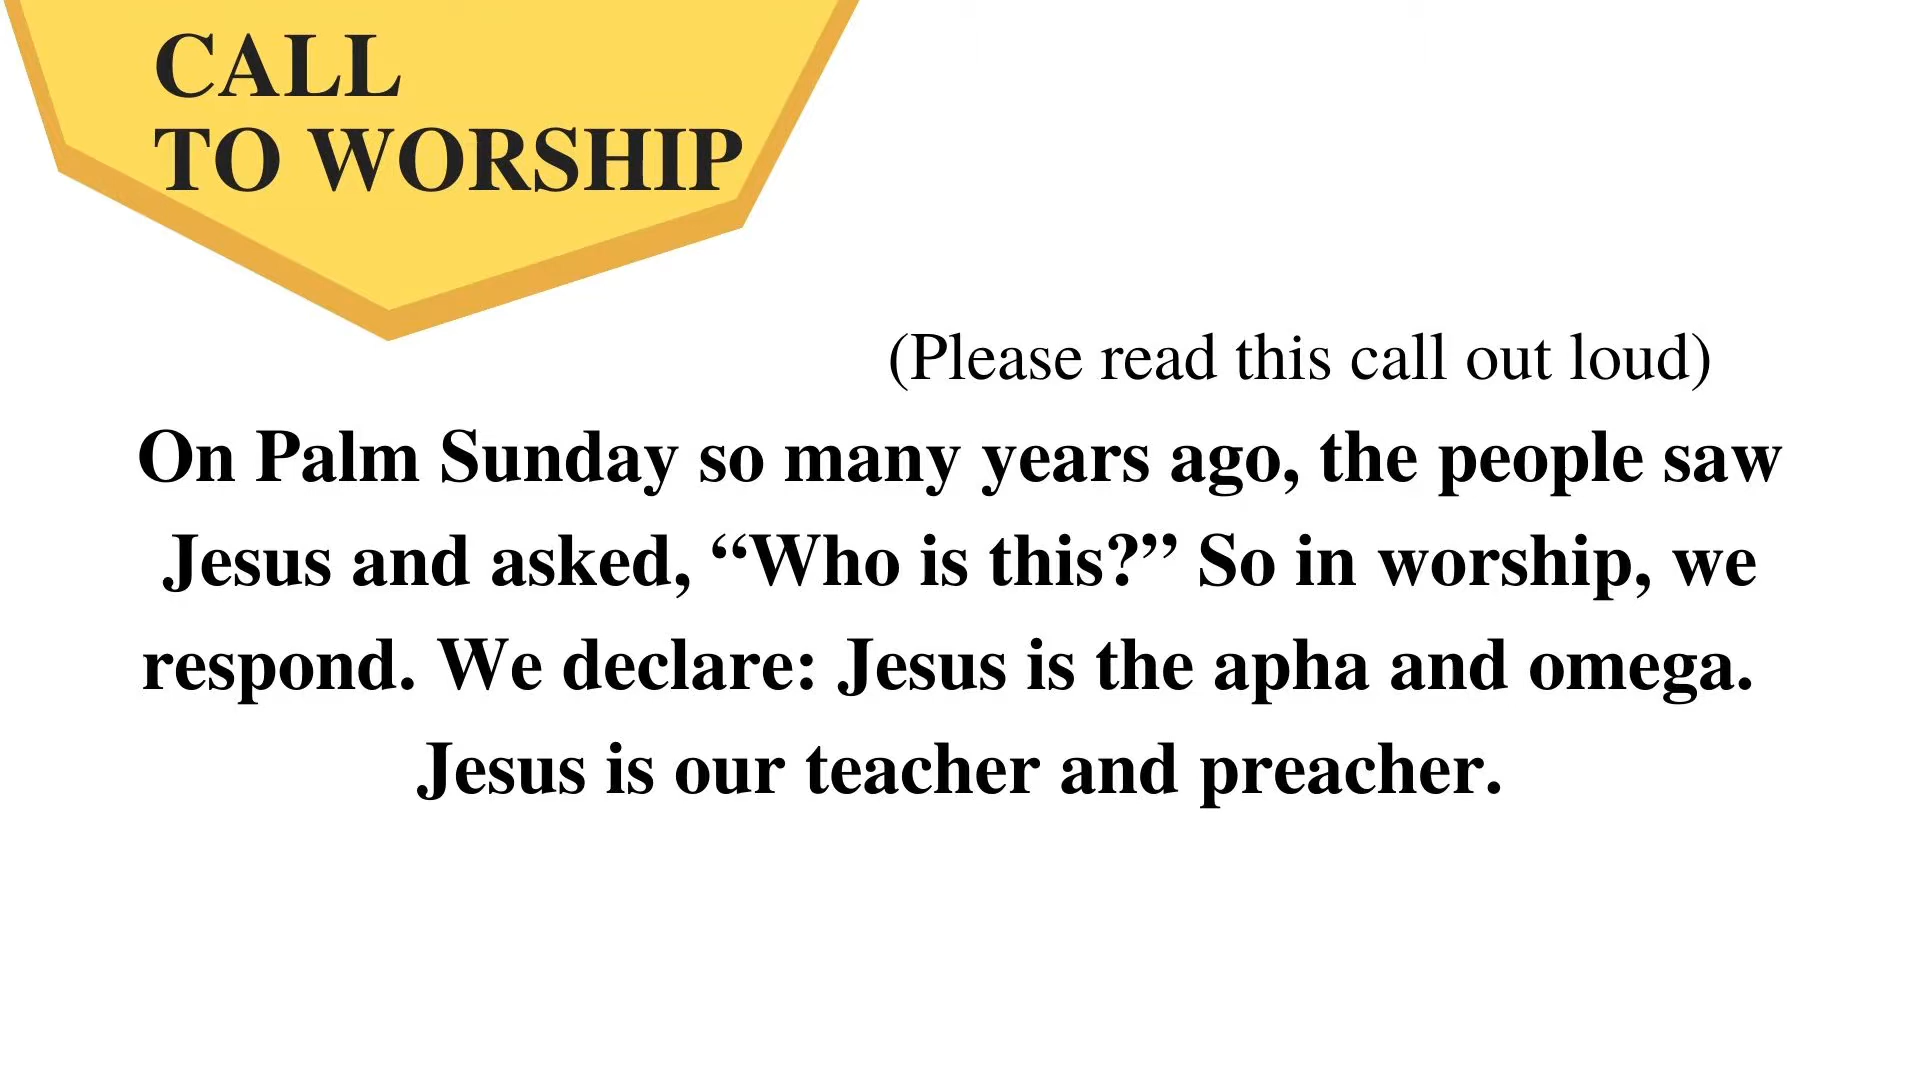 CALL
TO WORSHIP
(Please read this call out loud)
On Palm Sunday so many years ago, the people saw
Jesus and asked, “Who is this?” So in worship, we
respond. We declare: Jesus is the apha and omega.
Jesus is our teacher and preacher.